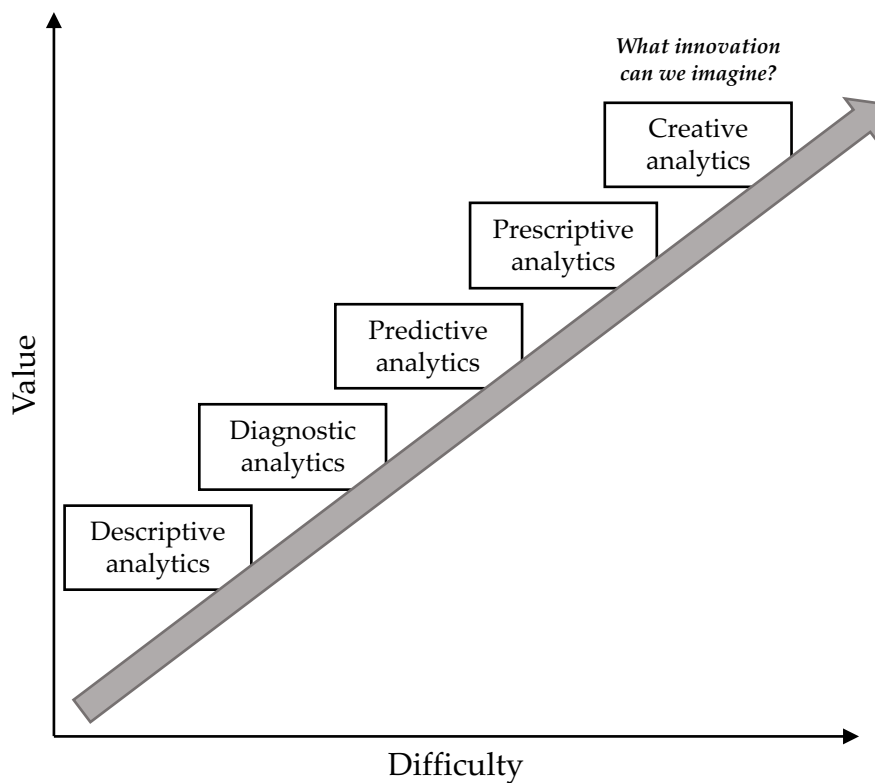 What innovation
can we imagine?
Creative
analytics
Prescriptive
analytics
Predictive
analytics
Diagnostic
analytics
Descriptive
analytics
Value
Difficulty